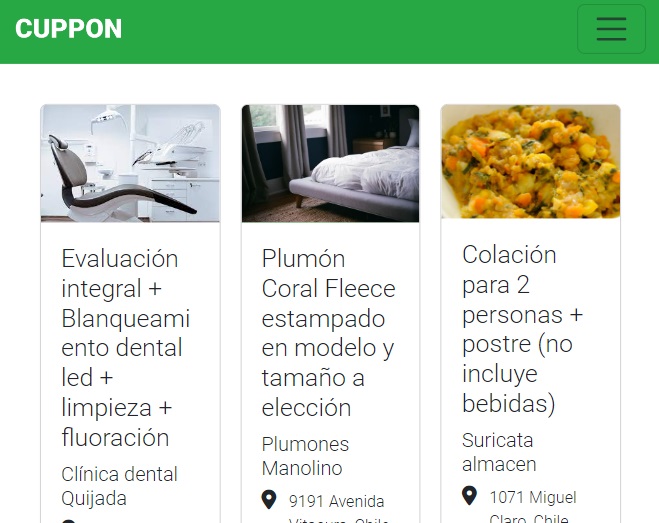 CUPPON
Evaluación
integral +
Blanqueami
ento dental
led +
limpieza +
fluoración
Clínica dental
Quijada
Plumón
Coral Fleece
estampado
en modelo y
tamaño a
elección
Plumones
Manolino
9191 Avenida
Vitacura, Chile
Colación
para 2
personas +
postre (no
incluye
bebidas)
Suricata
almacen
1071 Miguel
Claro, Chile